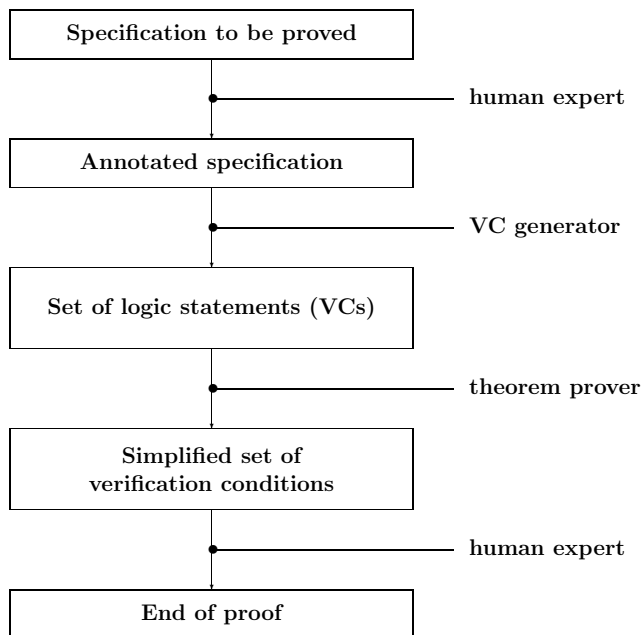 Specification to be proved
human expert
Annotated specification
VC generator
Set of logic statements (VCs)
theorem prover
Simplified set of
verification conditions
human expert
End of proof